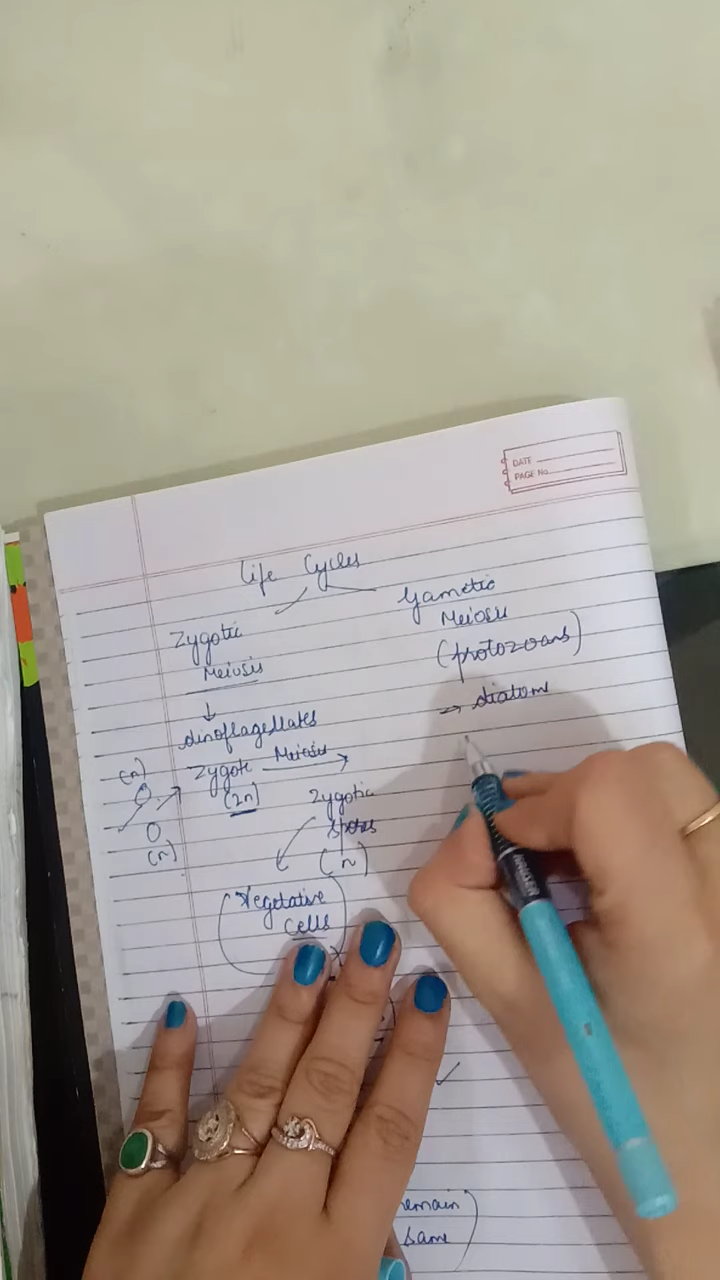 DATE
PAGE No.
Life Cycles
Zygotic
Meiosis
dinoflagellates
(n)
Zygote Meiosis
(2n)
(n)
Zygotic
spores
(n)
Vegetative
Cells
Gametic
Meiosis
(protozoans)
→ diatoms
remain
same